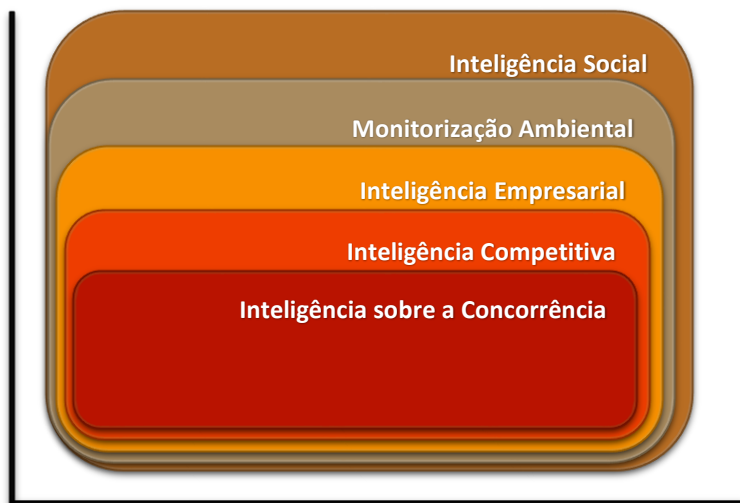 Inteligência Social
Monitorização Ambiental
Inteligência Empresarial
Inteligência Competitiva
Inteligência sobre a Concorrência